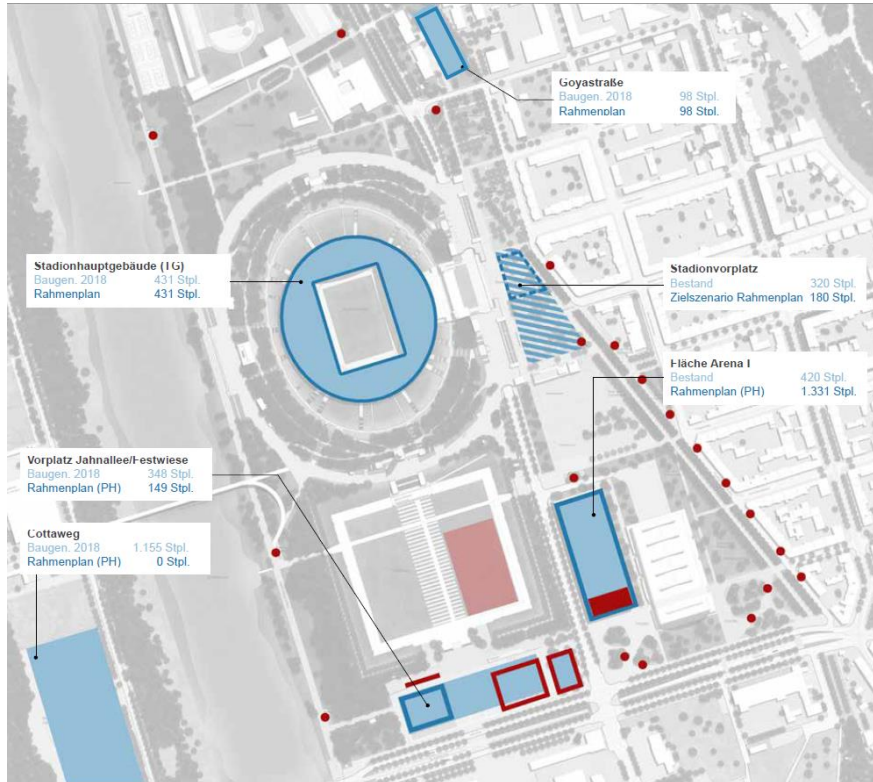 Goyastraße
Baugen. 2018 98 Stpl.
Rahmenplan 98 Stpl.
Stadionhauptgebäude (TG)
Baugen. 2018 431 Stpl.
Rahmenplan 431 Stpl.
Stadionvorplatz
Bestand 320 Stpl.
Zielszenario Rahmenplan 180 Stpl.
Fläche Arena I
Bestand 420 Stpl.
Rahmenplan (PH) 1.331 Stpl.
Vorplatz Jahnallee/Festwiese
Baugen. 2018 348 Stpl.
Rahmenplan (PH) 149 Stpl.
Cottaweg
Baugen. 2018 1.155 Stpl.
Rahmenplan (PH) 0 Stpl.